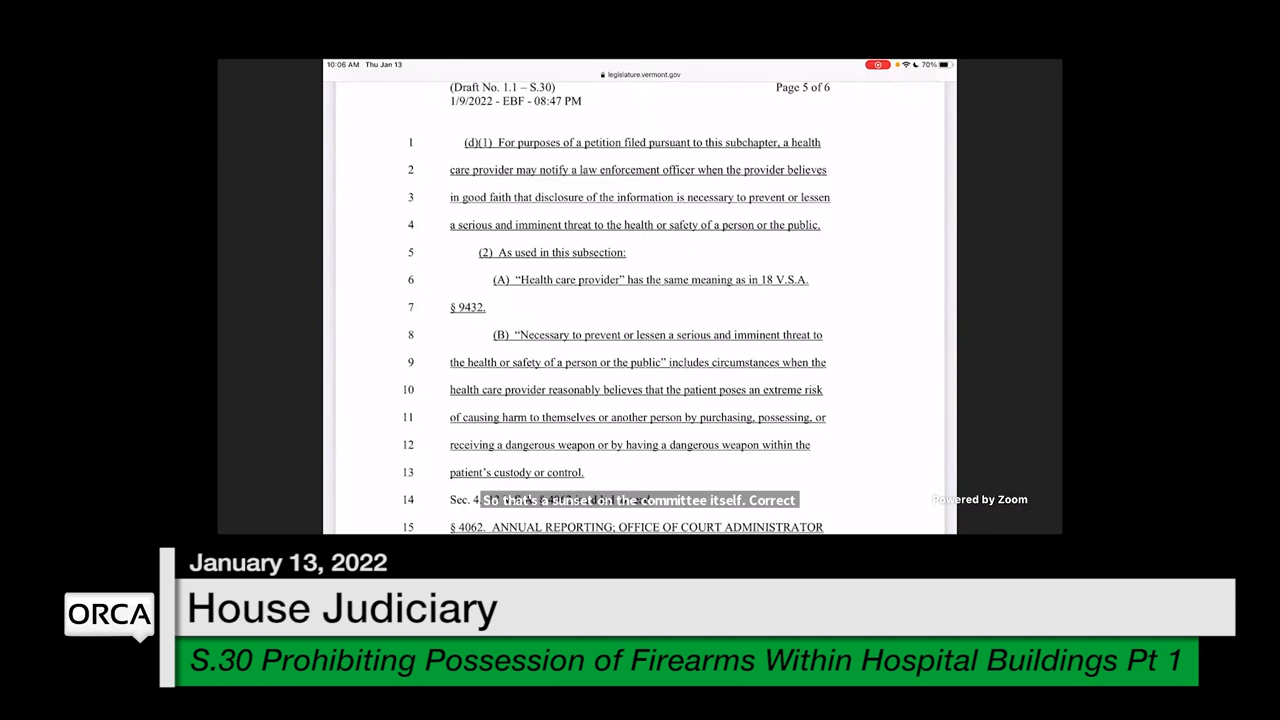 10:06 AM Thu Jan 13
70%
legislature.vermont.gov
(Draft No. 1.1 – S.30) Page 5 of 6
1/9/2022 - EBF - 08:47 PM
1 (d)(1) For purposes of a petition filed pursuant to this subchapter, a health
2 care provider may notify a law enforcement officer when the provider believes
3 in good faith that disclosure of the information is necessary to prevent or lessen
4 a serious and imminent threat to the health or safety of a person or the public.
5 (2) As used in this subsection:
6 (A) “Health care provider” has the same meaning as in 18 V.S.A.
7 § 9432.
8 (B) “Necessary to prevent or lessen a serious and imminent threat to
9 the health or safety of a person or the public” includes circumstances when the
10 health care provider reasonably believes that the patient poses an extreme risk
11 of causing harm to themselves or another person by purchasing, possessing, or
12 receiving a dangerous weapon or by having a dangerous weapon within the
13 patient’s custody or control.
14 Sec. 4.
So that's a sunset on the committee itself. Correct
Powered by Zoom
15 § 4062. ANNUAL REPORTING; OFFICE OF COURT ADMINISTRATOR
January 13, 2022
ORCA
House Judiciary
S.30 Prohibiting Possession of Firearms Within Hospital Buildings Pt 1